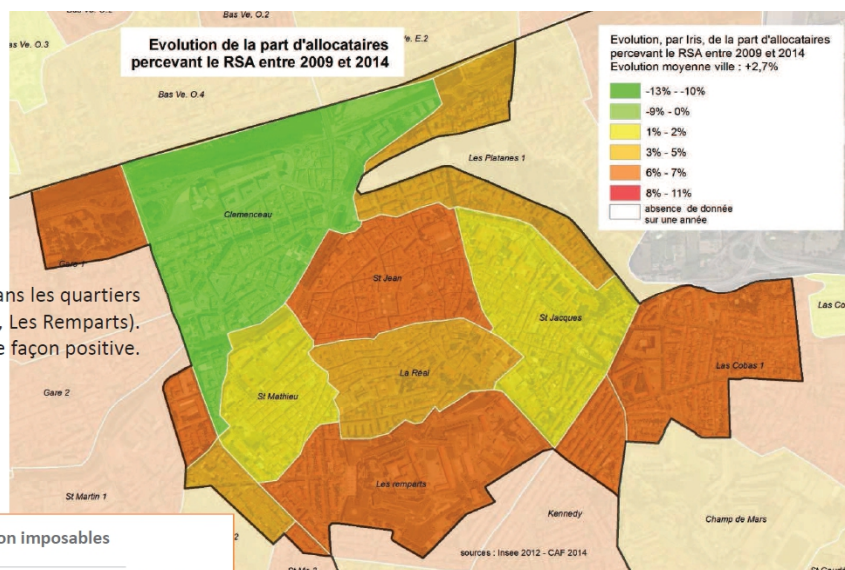 Bas Ve. O.2
as Ve. O.3
Ve. E.2
Evolution de la part d'allocataires
percevant le RSA entre 2009 et 2014
Evolution, par Iris, de la part d'allocataires
percevant le RSA entre 2009 et 2014
Evolution moyenne ville : +2,7%
-13% - -10%
-9% - 0%
1% - 2%
3% - 5%
6% - 7%
8% - 11%
absence de donnée
sur une année
Bas Ve. O.4
Les Platanes 1
Clemenceau
Gare 1
St Jean
ans les quartiers
, Les Remparts).
e façon positive.
St Jacques
Las Co
Las Cobas 1
La Réal
Gare 2
St Mathieu
Les remparts
St Martin 1
Kennedy
Champ de Mars
on imposables
2
sources : Insee 2012 - CAF 2014